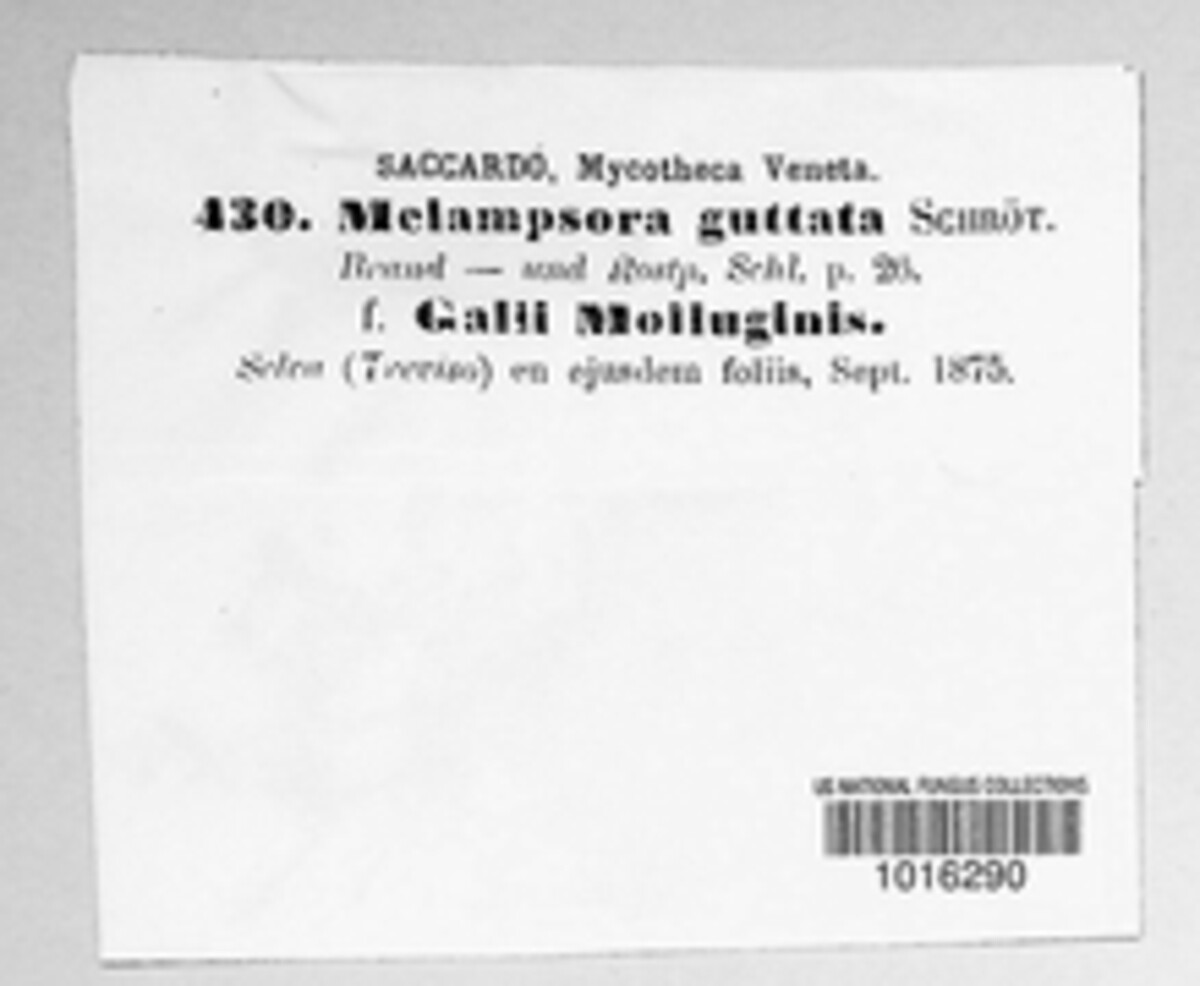 SACCARDO, Mycotheca Veneta.
430. Melampsora guttata SCHRÖT.
Brand — und Rostp. Schl. p. 26.
f. Galii Molluginis.
Selva (Treviso) en ejusdem foliis, Sept. 1875.
US NATIONAL FUNGUS COLLECTIONS
1016290